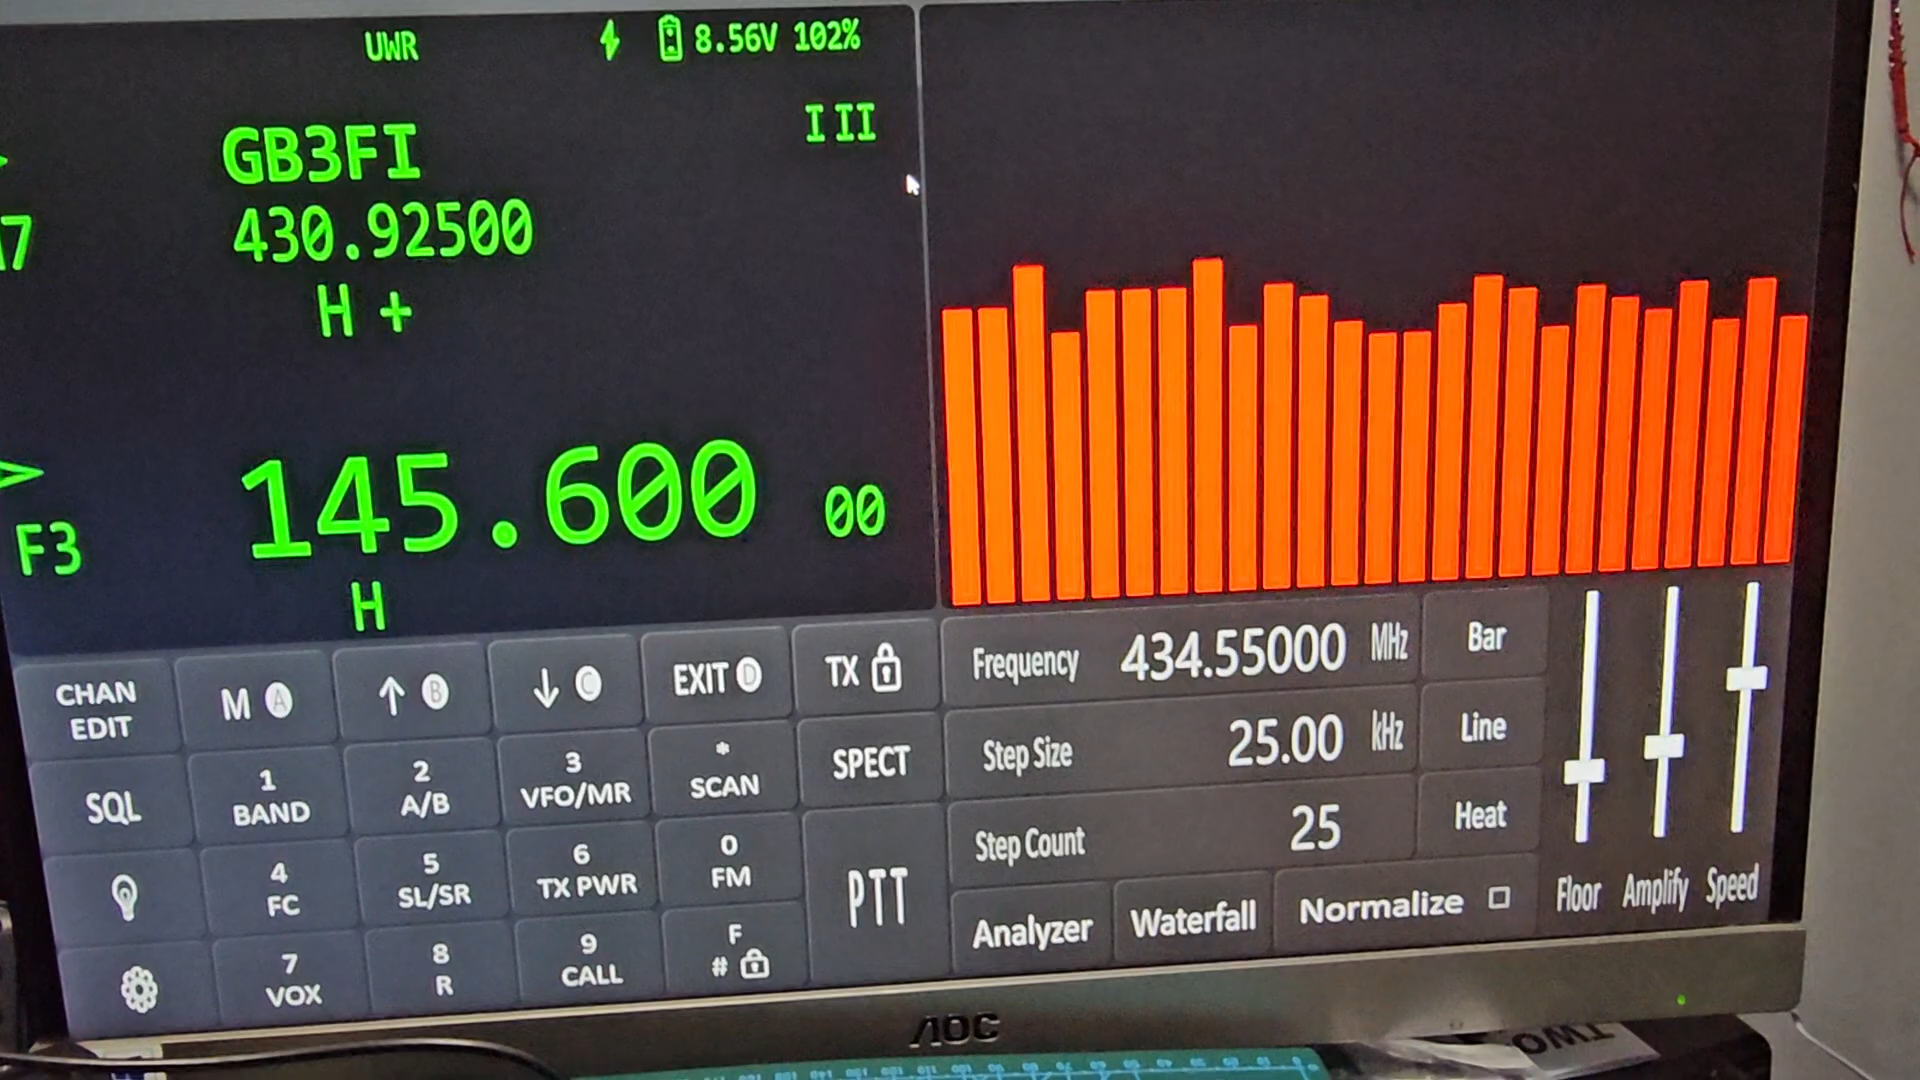 UWR 8.56V 102%
III
GB3FI
430.92500
H +
145.600 00
F3
H
CHAN EDIT
M A
↑ B
↓ C
EXIT D
TX
SQL
1 BAND
2 A/B
3 VFO/MR
* SCAN
SPECT
4 FC
5 SL/SR
6 TX PWR
0 FM
PTT
7 VOX
8 R
9 CALL
F #
Frequency 434.55000 MHz
Bar
Step Size 25.00 kHz
Line
Step Count 25
Heat
Analyzer
Waterfall
Normalize
Floor Amplify Speed
AOC
TWO